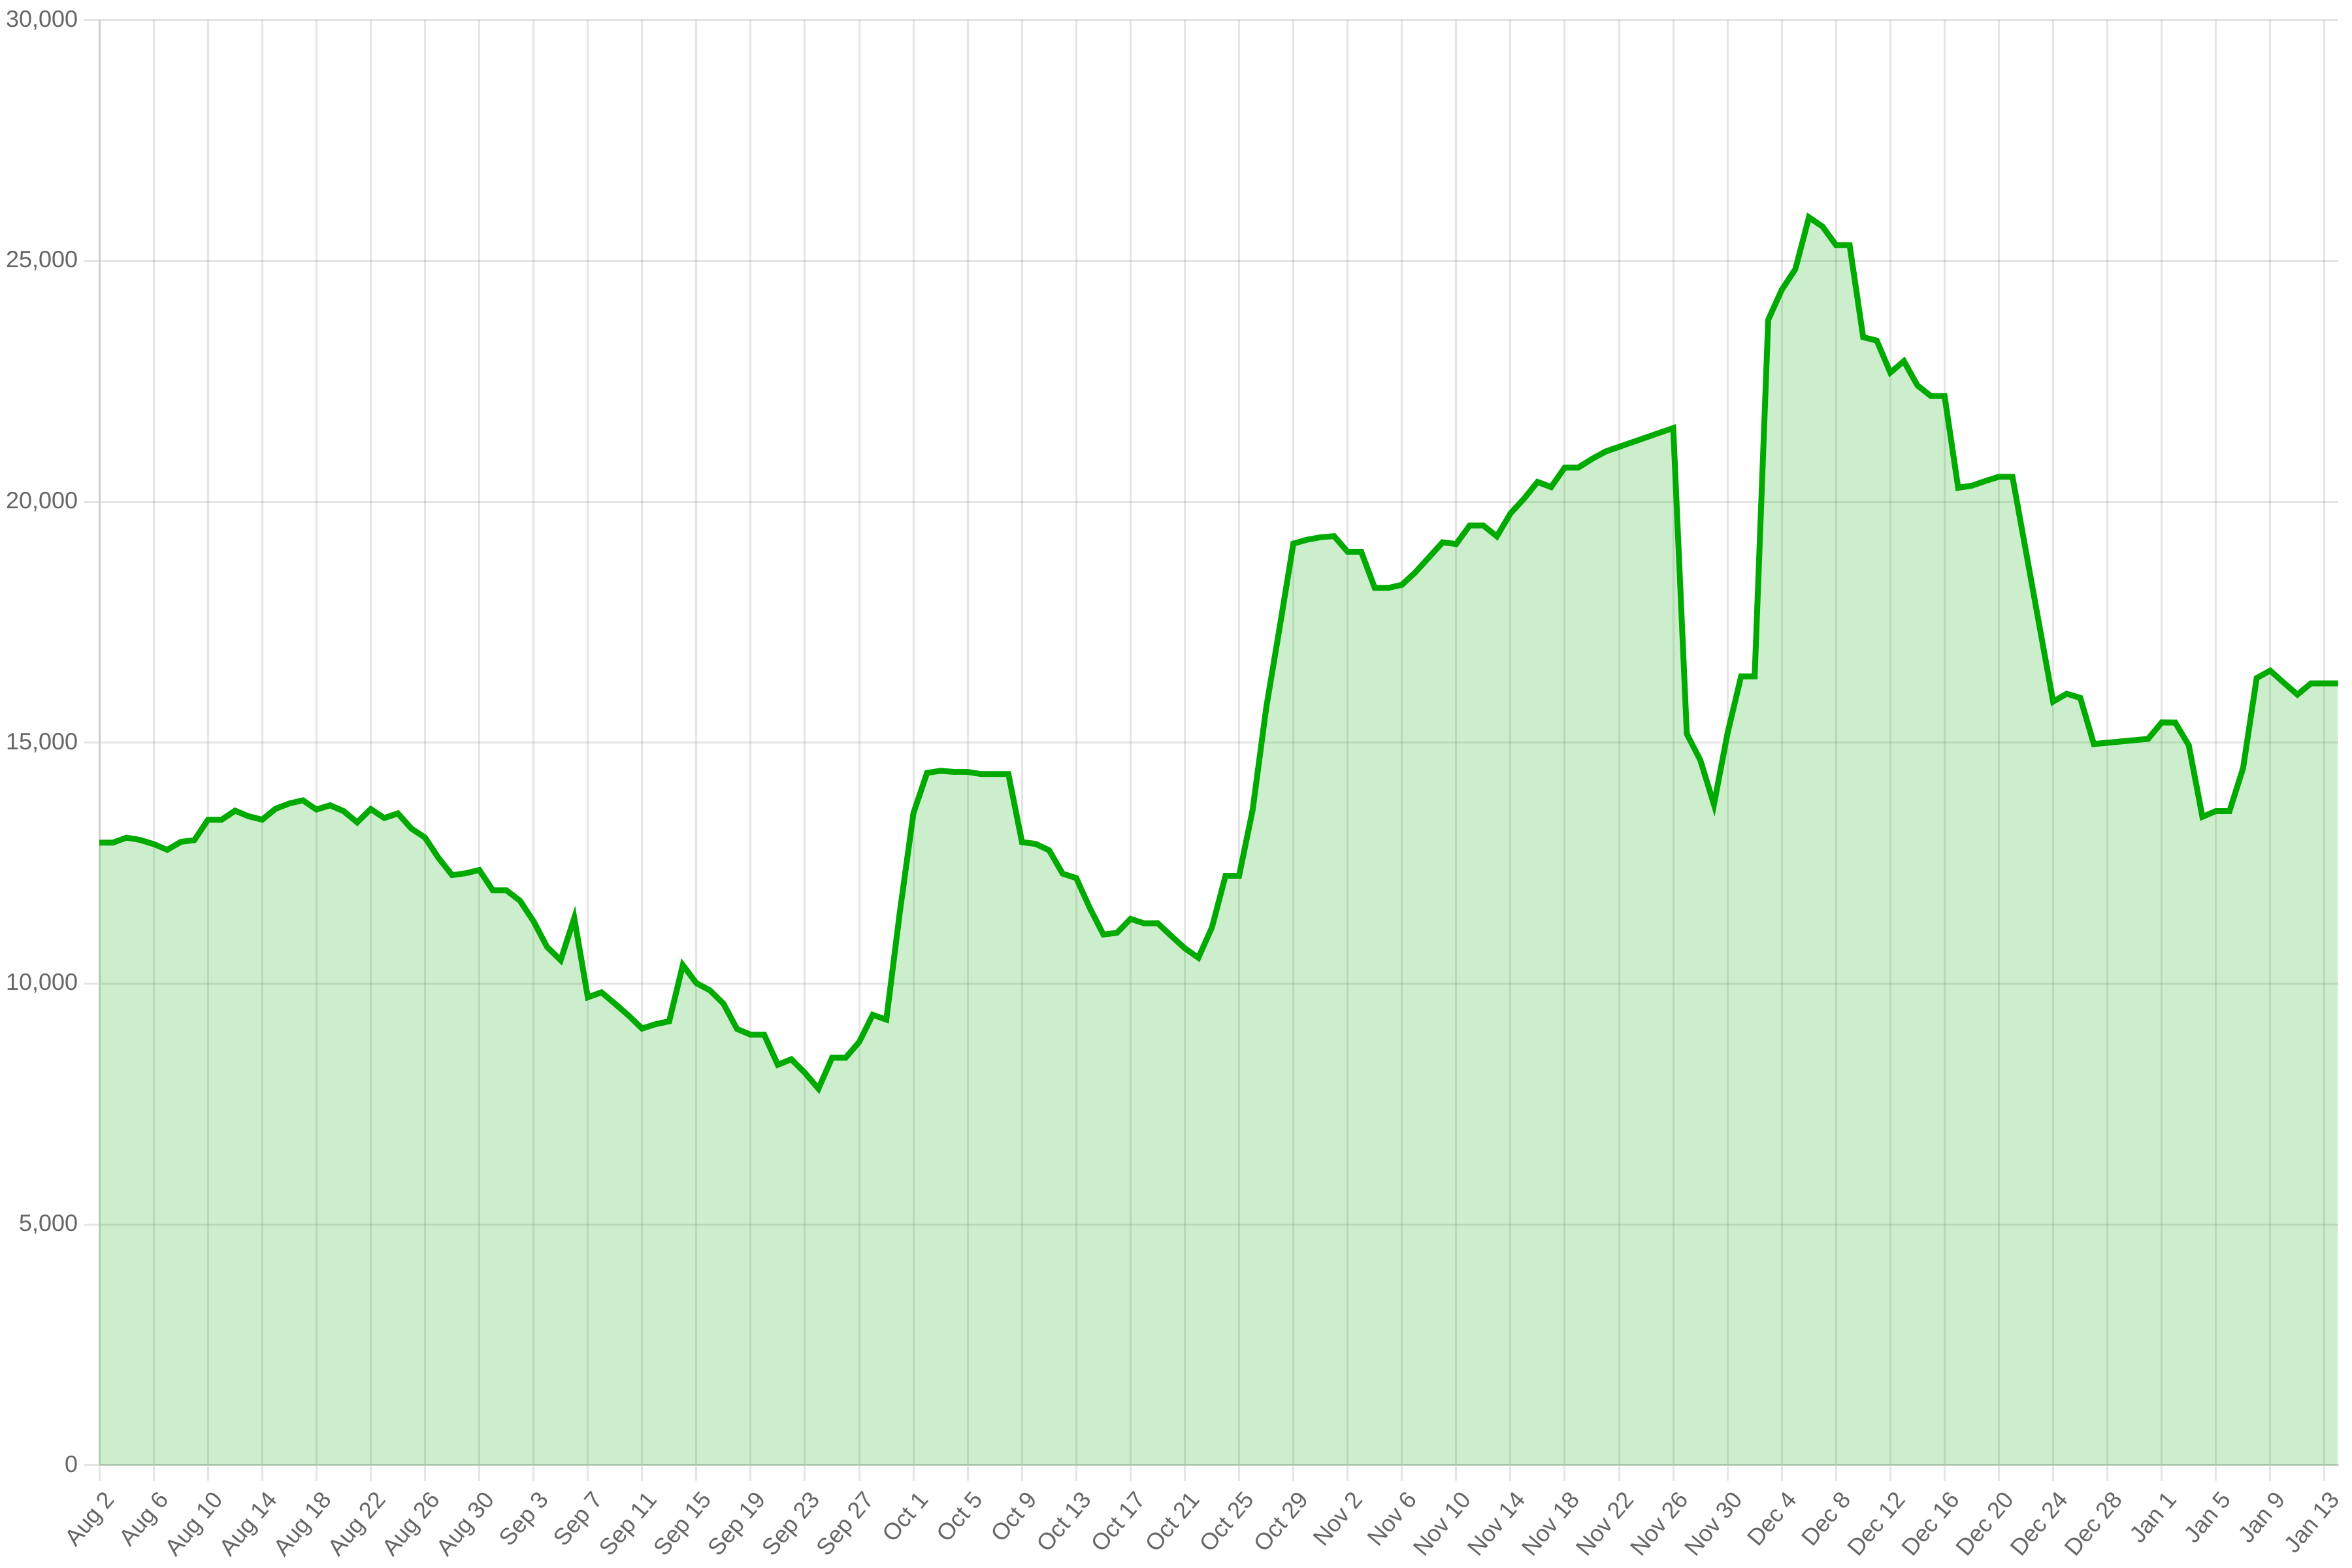 30,000
25,000
20,000
15,000
10,000
5,000
0
Aug 2
Aug 6
Aug 10
Aug 14
Aug 18
Aug 22
Aug 26
Aug 30
Sep 3
Sep 7
Sep 11
Sep 15
Sep 19
Sep 23
Sep 27
Oct 1
Oct 5
Oct 9
Oct 13
Oct 17
Oct 21
Oct 25
Oct 29
Nov 2
Nov 6
Nov 10
Nov 14
Nov 18
Nov 22
Nov 26
Nov 30
Dec 4
Dec 8
Dec 12
Dec 16
Dec 20
Dec 24
Dec 28
Jan 1
Jan 5
Jan 9
Jan 13